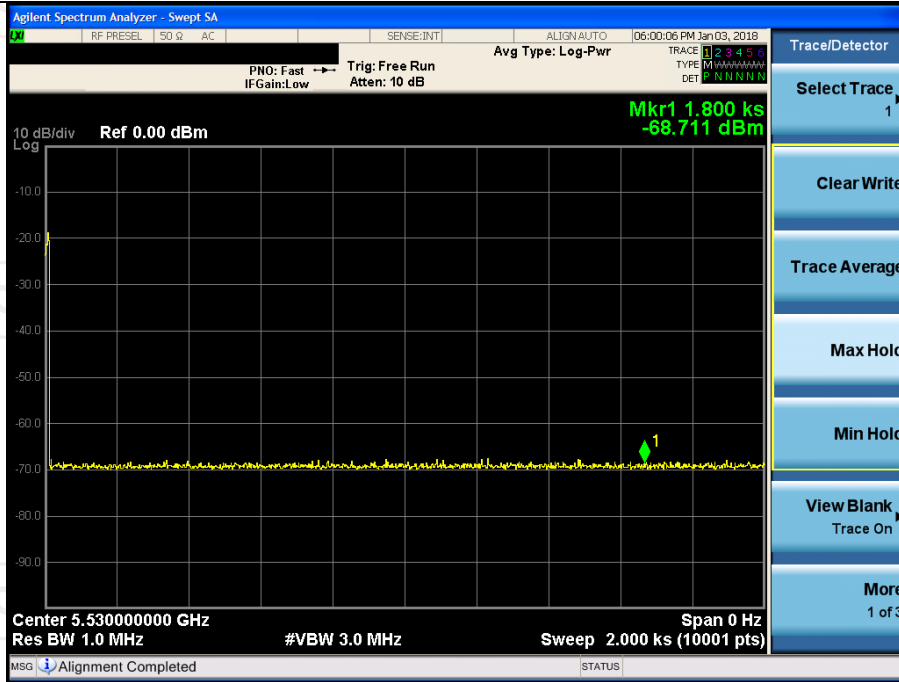 Agilent Spectrum Analyzer - Swept SA
LXI RF PRESEL 50 Ω AC SENSE:INT ALIGNAUTO 06:00:06 PM Jan 03, 2018
PNO: Fast
IFGain:Low
Trig: Free Run
Atten: 10 dB
Avg Type: Log-Pwr
TRACE 1 2 3 4 5 6
TYPE M
DET P N N N N N
Mkr1 1.800 ks
-68.711 dBm
10 dB/div Ref 0.00 dBm
Log
-10.0
-20.0
-30.0
-40.0
-50.0
-60.0
-70.0
-80.0
-90.0
1
Center 5.530000000 GHz Span 0 Hz
Res BW 1.0 MHz #VBW 3.0 MHz Sweep 2.000 ks (10001 pts)
MSG Alignment Completed STATUS
Trace/Detector
Select Trace
1
Clear Write
Trace Average
Max Hold
Min Hold
View Blank
Trace On
More
1 of 3